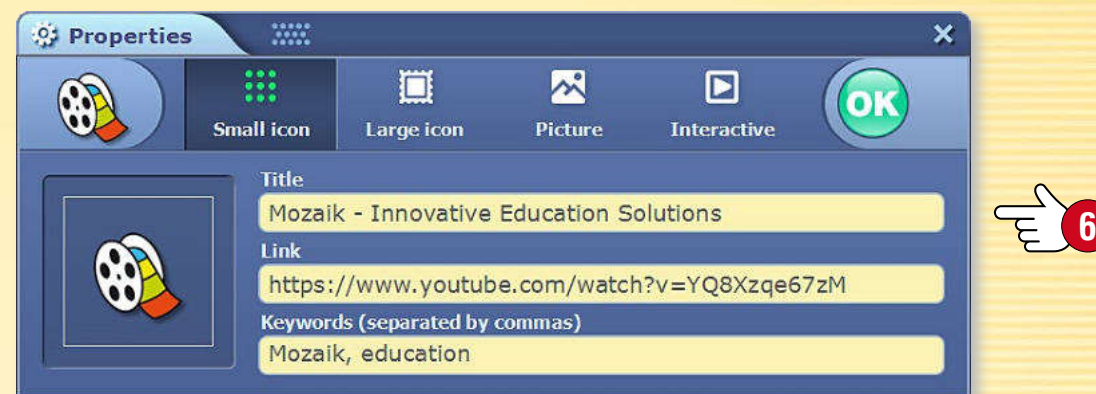 Properties
Small icon
Large icon
Picture
Interactive
OK
Title
Mozaik - Innovative Education Solutions
Link
https://www.youtube.com/watch?v=YQ8Xzqe67zM
Keywords (separated by commas)
Mozaik, education
6